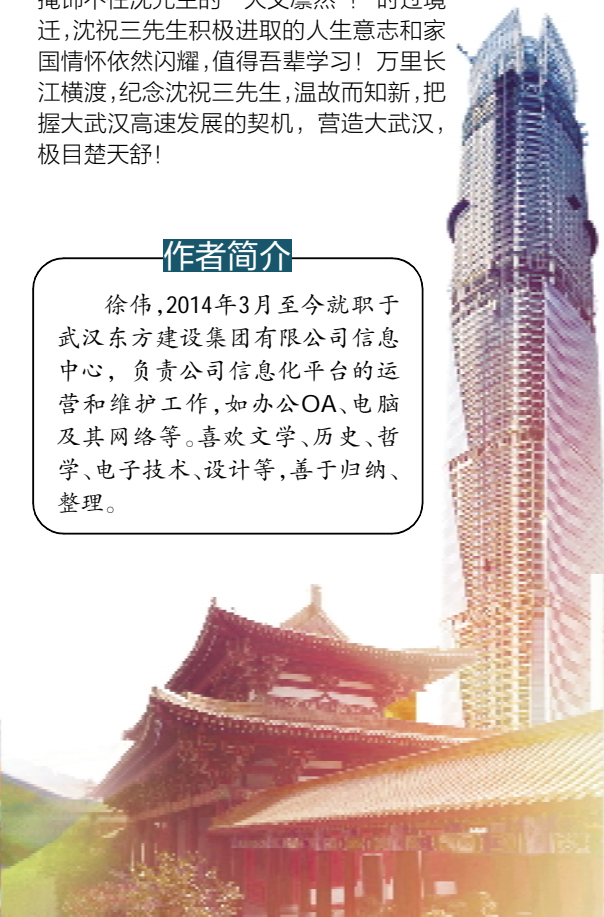 迁,沈祝三先生积极进取的人生意志和家
国情怀依然闪耀,值得吾辈学习！万里长
江横渡,纪念沈祝三先生,温故而知新,把
握大武汉高速发展的契机，营造大武汉，
极目楚天舒！
作者简介
徐伟,2014年3月至今就职于
武汉东方建设集团有限公司信息
中心，负责公司信息化平台的运
营和维护工作,如办公OA、电脑
及其网络等。喜欢文学、历史、哲
学、电子技术、设计等,善于归纳、
整理。